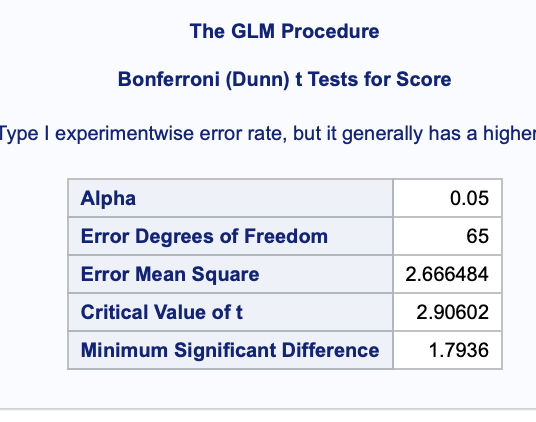 The GLM Procedure
Bonferroni (Dunn) t Tests for Score
Type I experimentwise error rate, but it generally has a higher
Alpha 0.05
Error Degrees of Freedom 65
Error Mean Square 2.666484
Critical Value of t 2.90602
Minimum Significant Difference 1.7936